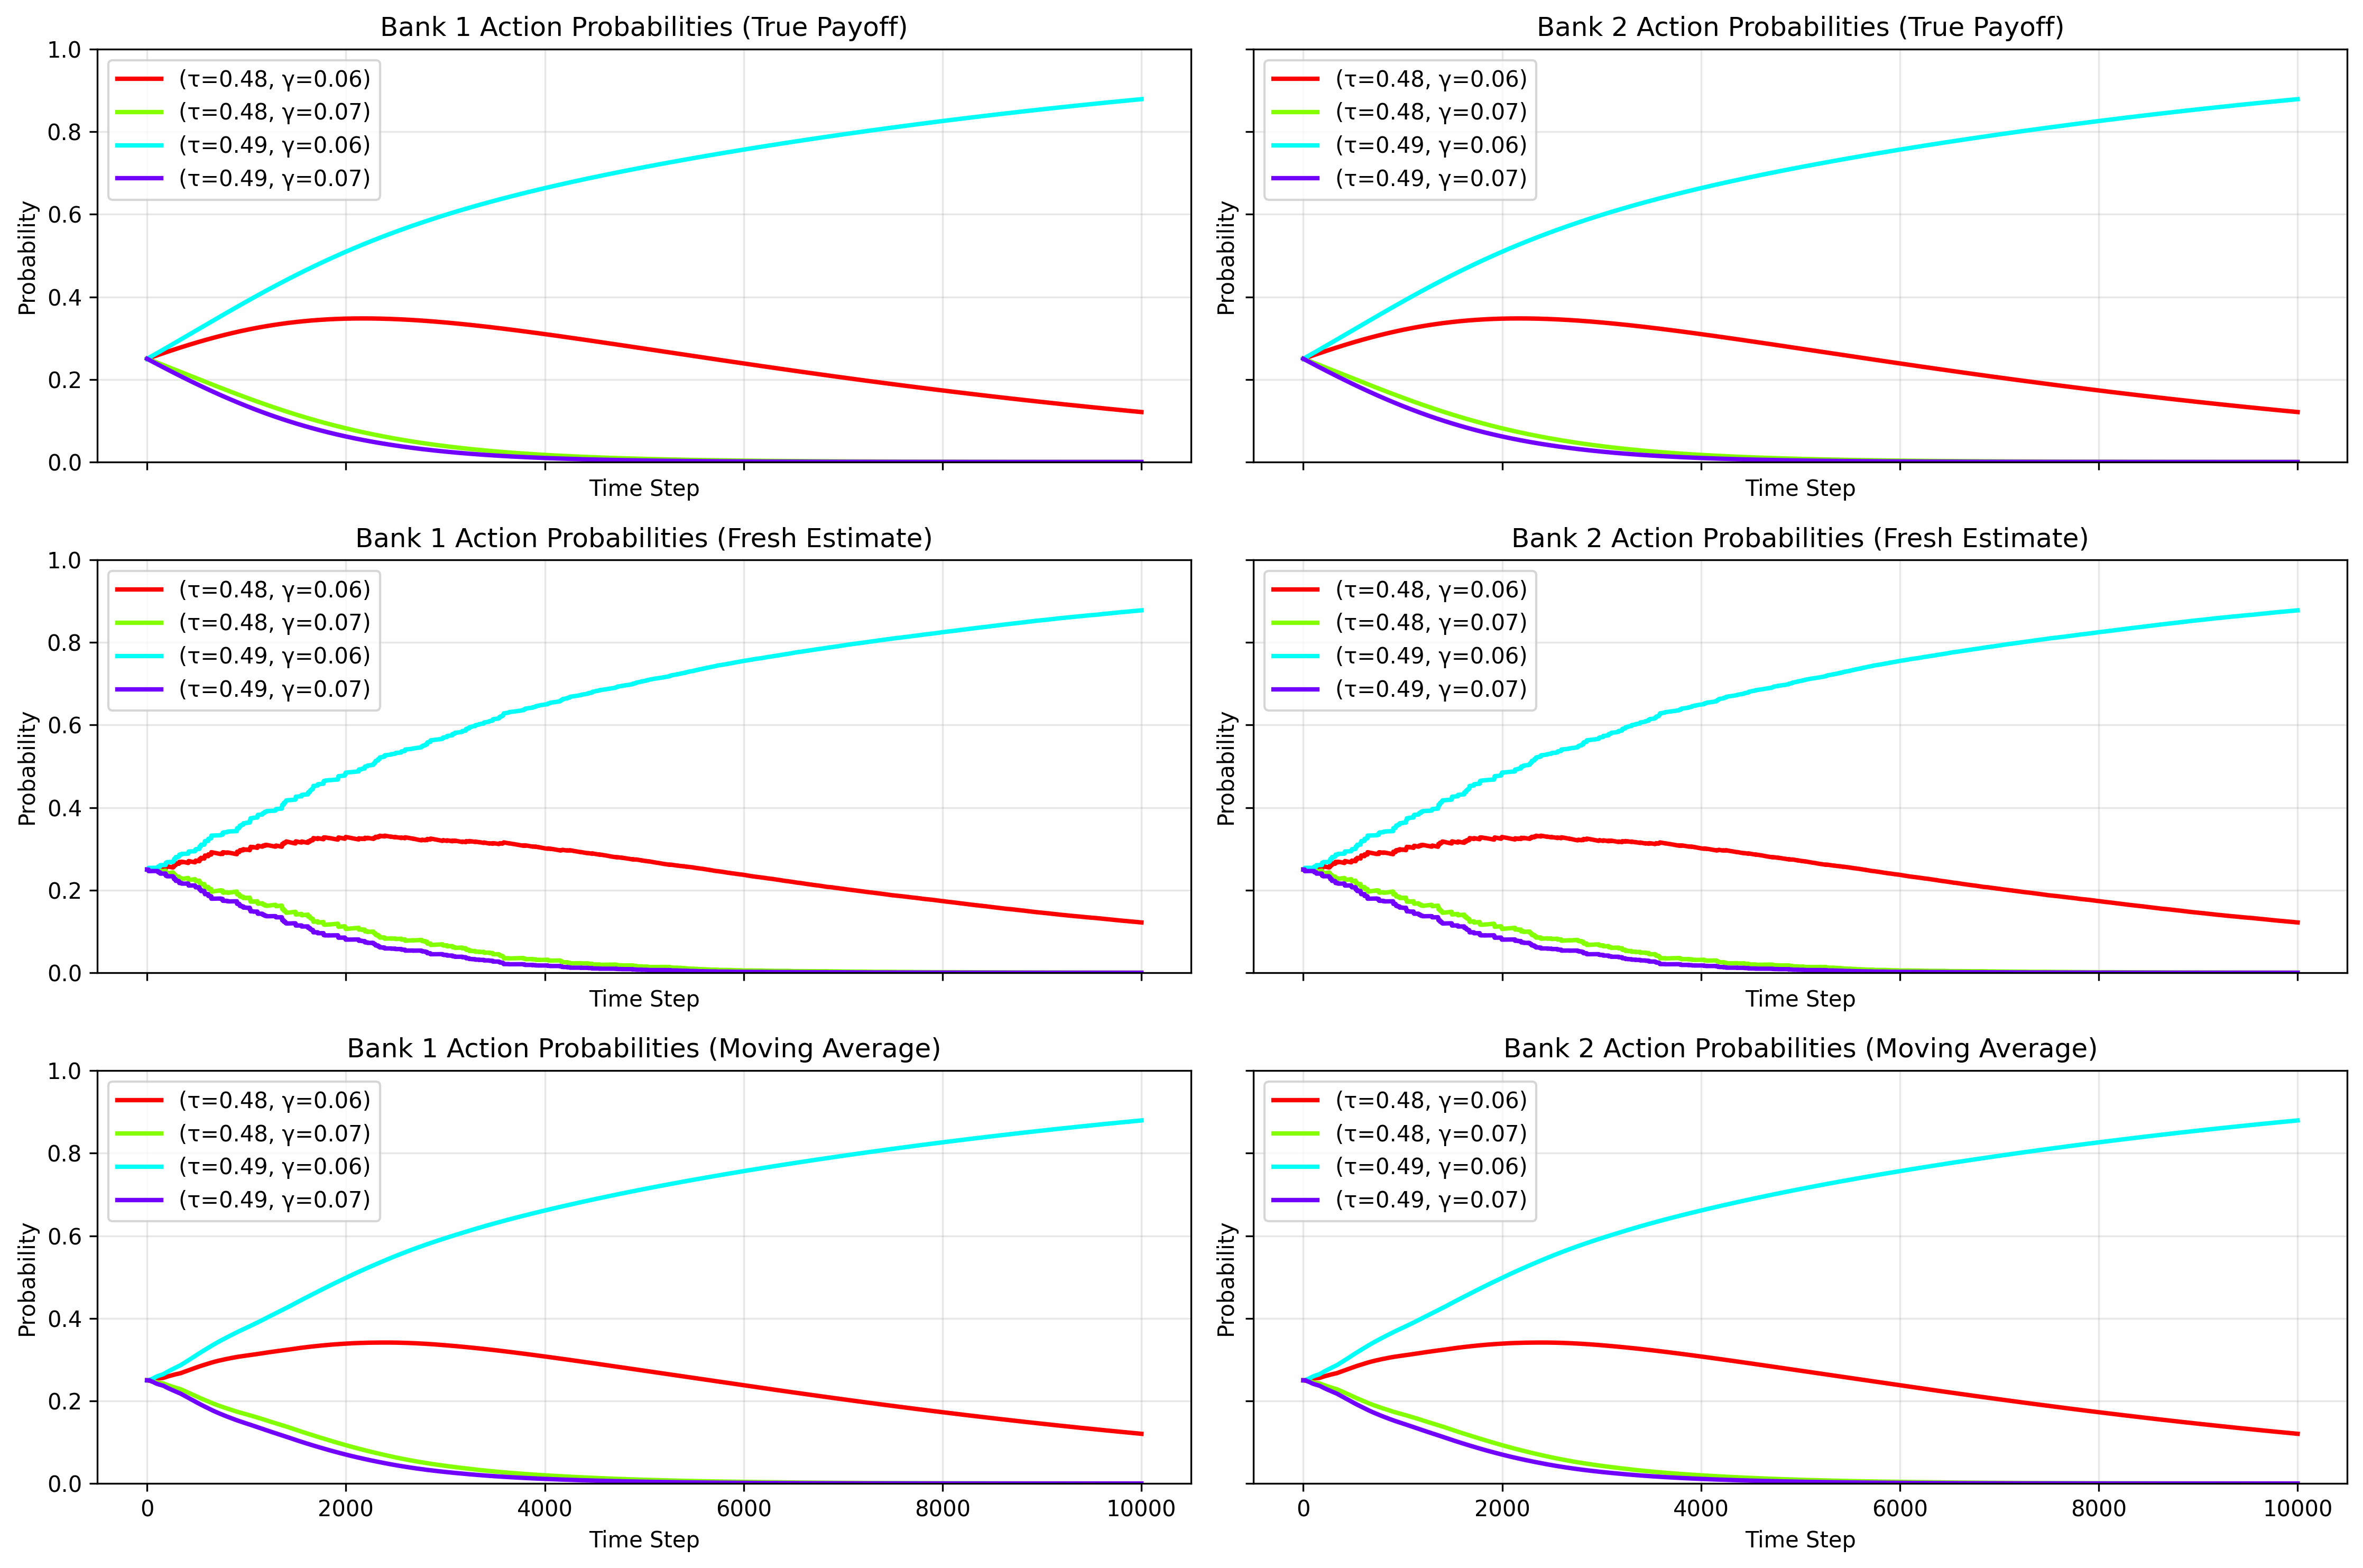 Bank 1 Action Probabilities (True Payoff)
Probability
1.0
0.8
0.6
0.4
0.2
0.0
(τ=0.48, γ=0.06)
(τ=0.48, γ=0.07)
(τ=0.49, γ=0.06)
(τ=0.49, γ=0.07)
Time Step
Bank 2 Action Probabilities (True Payoff)
Probability
(τ=0.48, γ=0.06)
(τ=0.48, γ=0.07)
(τ=0.49, γ=0.06)
(τ=0.49, γ=0.07)
Time Step
Bank 1 Action Probabilities (Fresh Estimate)
Probability
1.0
0.8
0.6
0.4
0.2
0.0
(τ=0.48, γ=0.06)
(τ=0.48, γ=0.07)
(τ=0.49, γ=0.06)
(τ=0.49, γ=0.07)
Time Step
Bank 2 Action Probabilities (Fresh Estimate)
Probability
(τ=0.48, γ=0.06)
(τ=0.48, γ=0.07)
(τ=0.49, γ=0.06)
(τ=0.49, γ=0.07)
Time Step
Bank 1 Action Probabilities (Moving Average)
Probability
1.0
0.8
0.6
0.4
0.2
0.0
(τ=0.48, γ=0.06)
(τ=0.48, γ=0.07)
(τ=0.49, γ=0.06)
(τ=0.49, γ=0.07)
0 2000 4000 6000 8000 10000
Time Step
Bank 2 Action Probabilities (Moving Average)
Probability
(τ=0.48, γ=0.06)
(τ=0.48, γ=0.07)
(τ=0.49, γ=0.06)
(τ=0.49, γ=0.07)
0 2000 4000 6000 8000 10000
Time Step